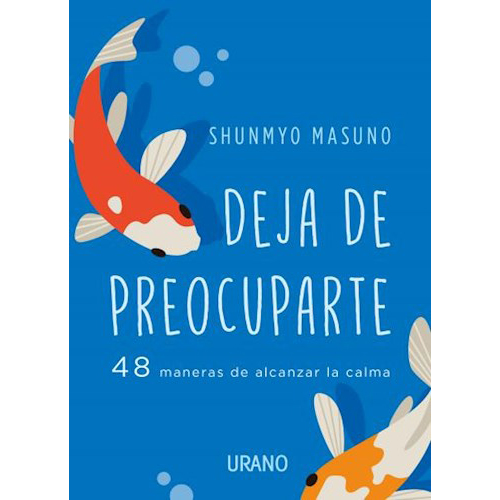 SHUNMYO MASUNO
DEJA DE
PREOCUPARTE
48 maneras de alcanzar la calma
URANO